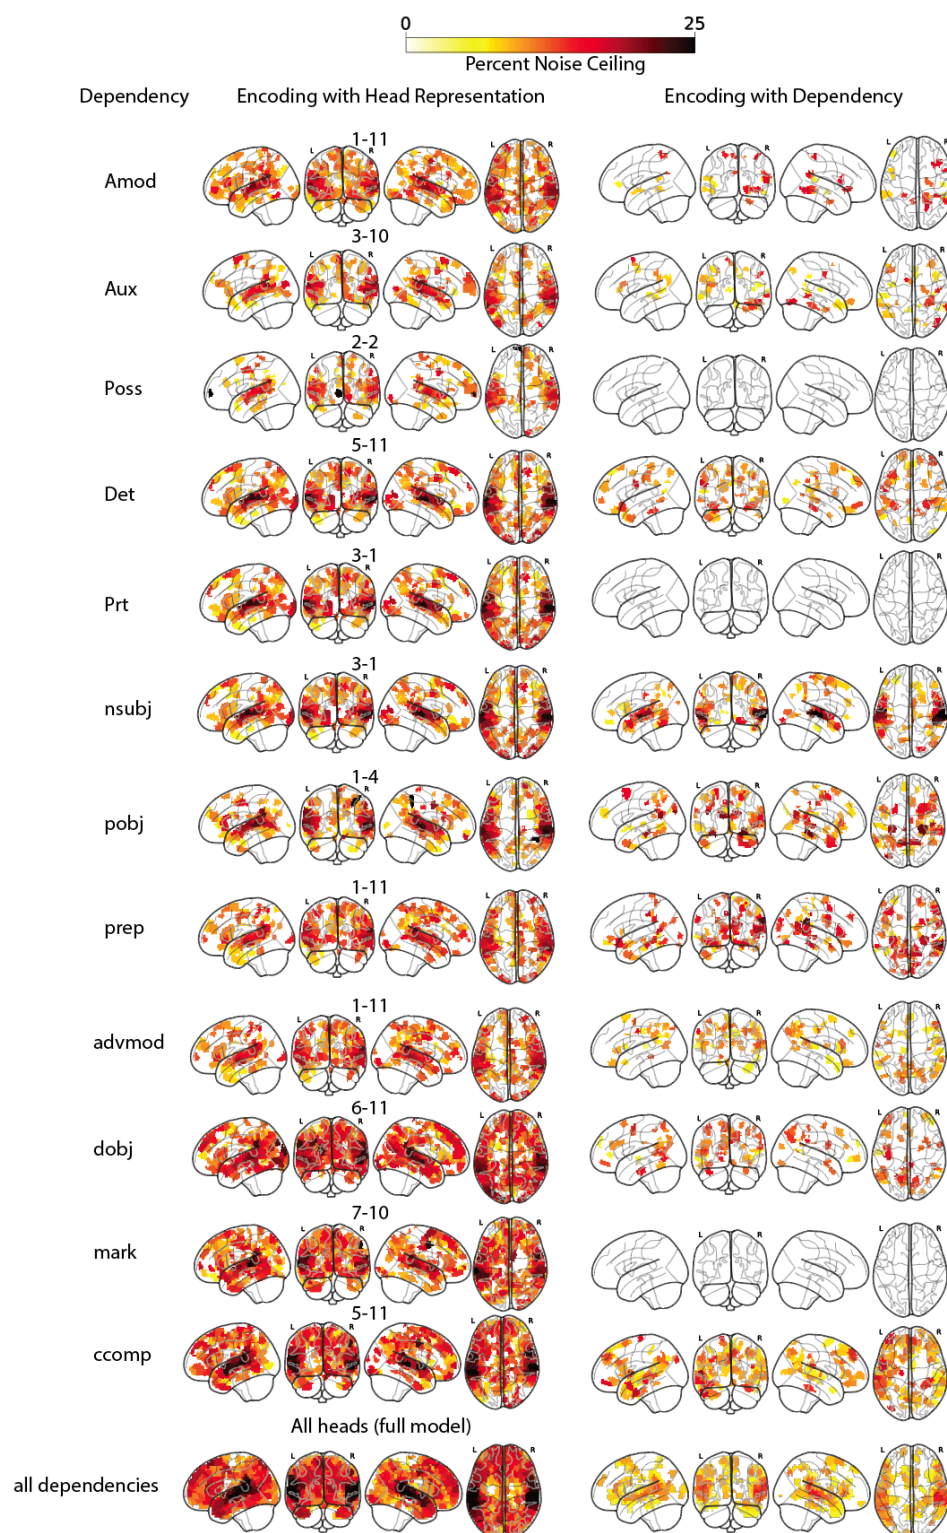 0 25
Percent Noise Ceiling
Dependency Encoding with Head Representation Encoding with Dependency
1-11
L R L R L R L R
Amod
3-10
L R L R L R L R
Aux
2-2
L R L R L R L R
Poss
5-11
L R L R L R L R
Det
3-1
L R L R L R L R
Prt
3-1
L R L R L R L R
nsubj
1-4
L R L R L R L R
pobj
1-11
L R L R L R L R
prep
1-11
L R L R L R L R
advmod
6-11
L R L R L R L R
dobj
7-10
L R L R L R L R
mark
5-11
L R L R L R L R
ccomp
All heads (full model)
L R L R L R L R
all dependencies